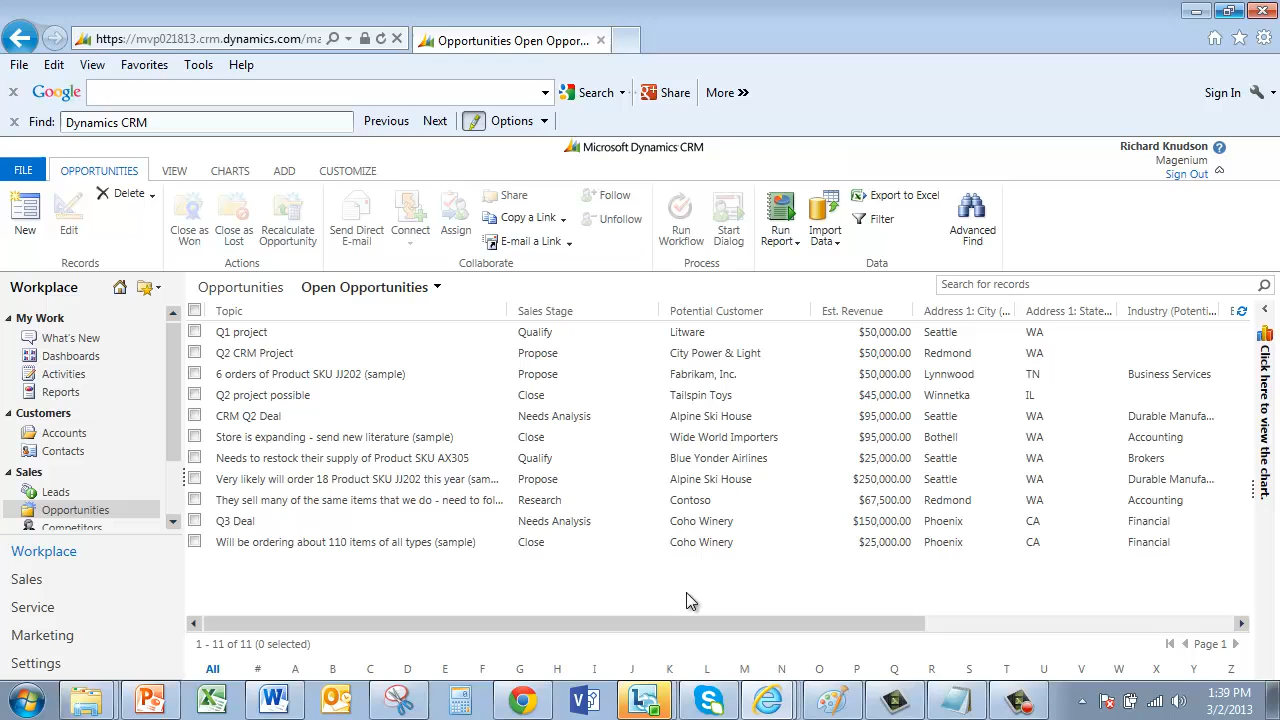 https://mvp021813.crm.dynamics.com/ma
Opportunities Open Oppor...
File Edit View Favorites Tools Help
Google Search Share More »
Sign In
Find: Dynamics CRM Previous Next Options
Microsoft Dynamics CRM
Richard Knudson
Magenium
Sign Out
FILE OPPORTUNITIES VIEW CHARTS ADD CUSTOMIZE
New
Edit
Delete
Records
Close as Won
Close as Lost
Recalculate Opportunity
Actions
Send Direct E-mail
Connect
Assign
Share
Copy a Link
E-mail a Link
Collaborate
Follow
Unfollow
Run Workflow
Start Dialog
Process
Run Report
Import Data
Export to Excel
Filter
Advanced Find
Data
Workplace
My Work
What's New
Dashboards
Activities
Reports
Customers
Accounts
Contacts
Sales
Leads
Opportunities
Competitors
Workplace
Sales
Service
Marketing
Settings
Opportunities Open Opportunities
Search for records
Topic Sales Stage Potential Customer Est. Revenue Address 1: City (... Address 1: State... Industry (Potenti... E
Q1 project Qualify Litware $50,000.00 Seattle WA
Q2 CRM Project Propose City Power & Light $50,000.00 Redmond WA
6 orders of Product SKU JJ202 (sample) Propose Fabrikam, Inc. $50,000.00 Lynnwood TN Business Services
Q2 project possible Close Tailspin Toys $45,000.00 Winnetka IL
CRM Q2 Deal Needs Analysis Alpine Ski House $95,000.00 Seattle WA Durable Manufa...
Store is expanding - send new literature (sample) Close Wide World Importers $95,000.00 Bothell WA Accounting
Needs to restock their supply of Product SKU AX305 Qualify Blue Yonder Airlines $25,000.00 Seattle WA Brokers
Very likely will order 18 Product SKU JJ202 this year (sam... Propose Alpine Ski House $250,000.00 Seattle WA Durable Manufa...
They sell many of the same items that we do - need to fol... Research Contoso $67,500.00 Redmond WA Accounting
Q3 Deal Needs Analysis Coho Winery $150,000.00 Phoenix CA Financial
Will be ordering about 110 items of all types (sample) Close Coho Winery $25,000.00 Phoenix CA Financial
Click here to view the chart.
1 - 11 of 11 (0 selected) Page 1
All # A B C D E F G H I J K L M N O P Q R S T U V W X Y Z
1:39 PM
3/2/2013